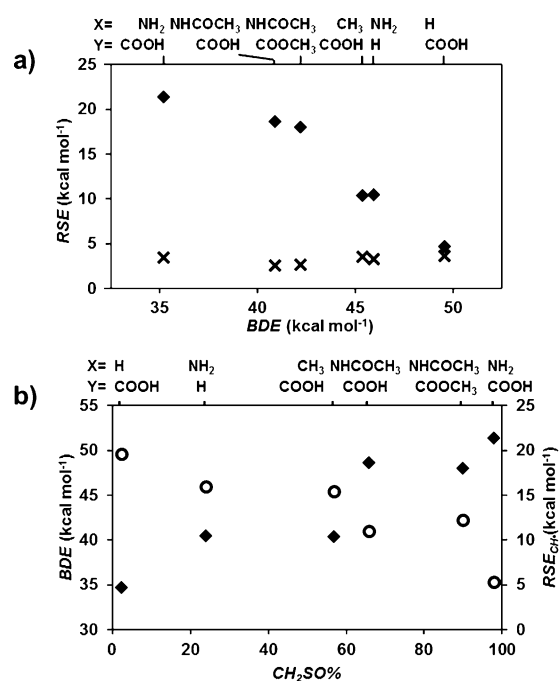 X= NH2 NHCOCH3 NHCOCH3 CH3 NH2 H
Y= COOH COOH COOCH3 COOH H COOH
a)
25
20
15
10
5
0
RSE (kcal mol-1)
35 40 45 50
BDE (kcal mol-1)
X= H NH2 CH3 NHCOCH3 NHCOCH3 NH2
Y= COOH H COOH COOH COOCH3 COOH
b)
55
50
45
40
35
30
BDE (kcal mol-1)
25
20
15
10
5
0
RSECH•(kcal mol-1)
0 20 40 60 80 100
CH2SO%